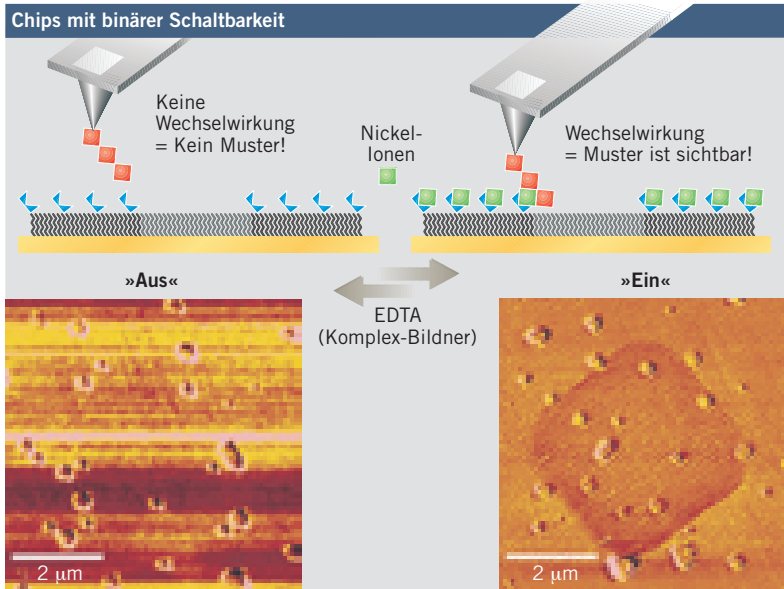 Chips mit binärer Schaltbarkeit
Keine
Wechselwirkung
= Kein Muster!
Nickel-
Ionen
Wechselwirkung
= Muster ist sichtbar!
»Aus«
»Ein«
EDTA
(Komplex-Bildner)
2 µm
2 µm